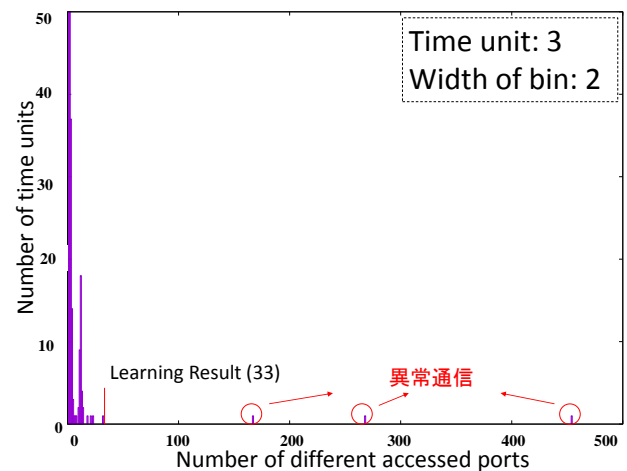 Time unit: 3
Width of bin: 2
Number of time units
50
40
30
20
10
0
Learning Result (33)
異常通信
0 100 200 300 400 500
Number of different accessed ports